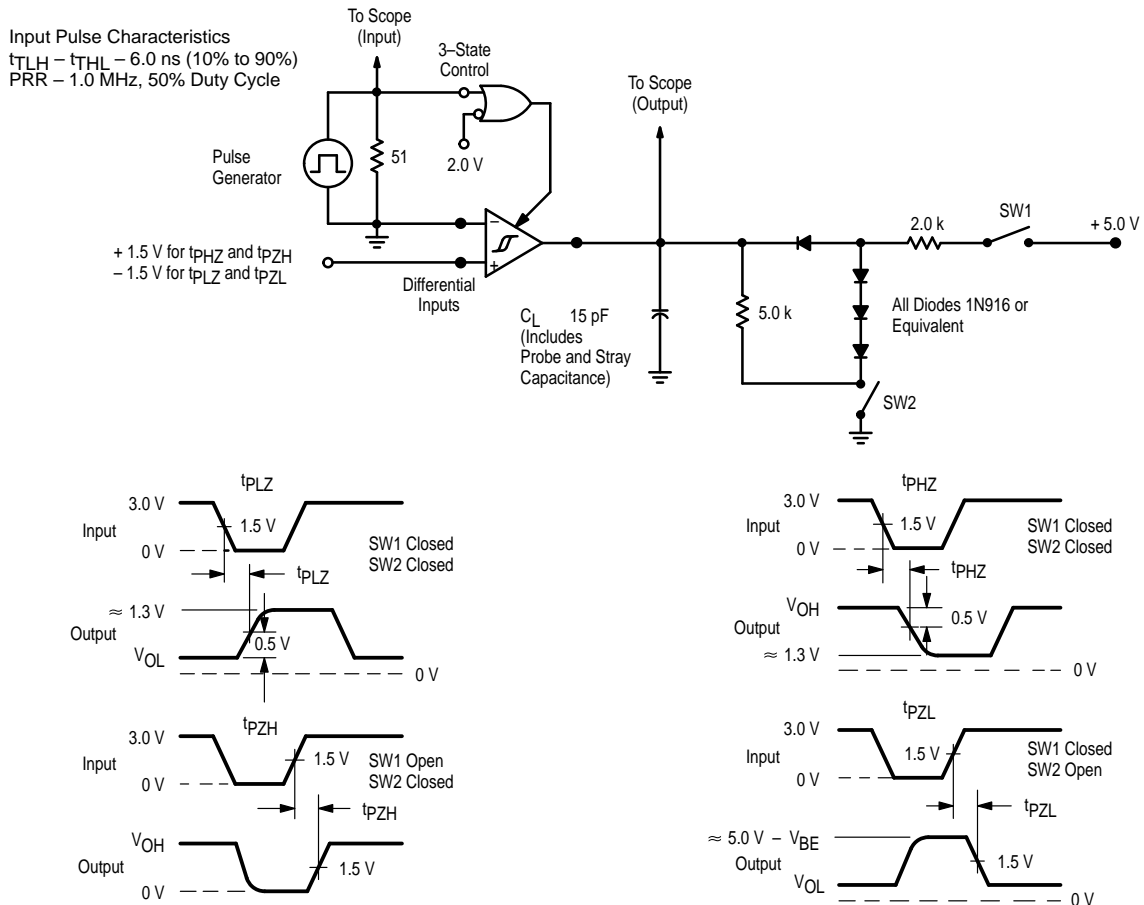 Input Pulse Characteristics
tTLH – tTHL – 6.0 ns (10% to 90%)
PRR – 1.0 MHz, 50% Duty Cycle
To Scope
(Input)
3–State
Control
To Scope
(Output)
Pulse
Generator
51
2.0 V
2.0 k
SW1
+ 5.0 V
+ 1.5 V for tPHZ and tPZH
– 1.5 V for tPLZ and tPZL
–
+
Differential
Inputs
CL 15 pF
(Includes
Probe and Stray
Capacitance)
5.0 k
All Diodes 1N916 or
Equivalent
SW2
tPLZ
3.0 V
Input
1.5 V
0 V
SW1 Closed
SW2 Closed
tPLZ
≈ 1.3 V
Output
0.5 V
VOL
0 V
tPHZ
3.0 V
Input
1.5 V
0 V
SW1 Closed
SW2 Closed
tPHZ
VOH
Output
0.5 V
≈ 1.3 V
0 V
tPZH
3.0 V
Input
1.5 V
0 V
SW1 Open
SW2 Closed
tPZH
VOH
Output
1.5 V
0 V
tPZL
3.0 V
Input
1.5 V
0 V
SW1 Closed
SW2 Open
tPZL
≈ 5.0 V – VBE
Output
1.5 V
VOL
0 V